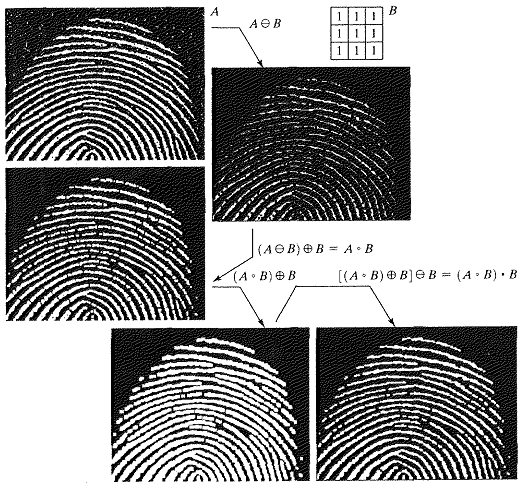 A
A ⊖ B
B
1 1 1
1 1 1
1 1 1
(A ⊖ B) ⊕ B = A ∘ B
(A ∘ B) ⊕ B
[(A ∘ B) ⊕ B] ⊖ B = (A ∘ B) • B